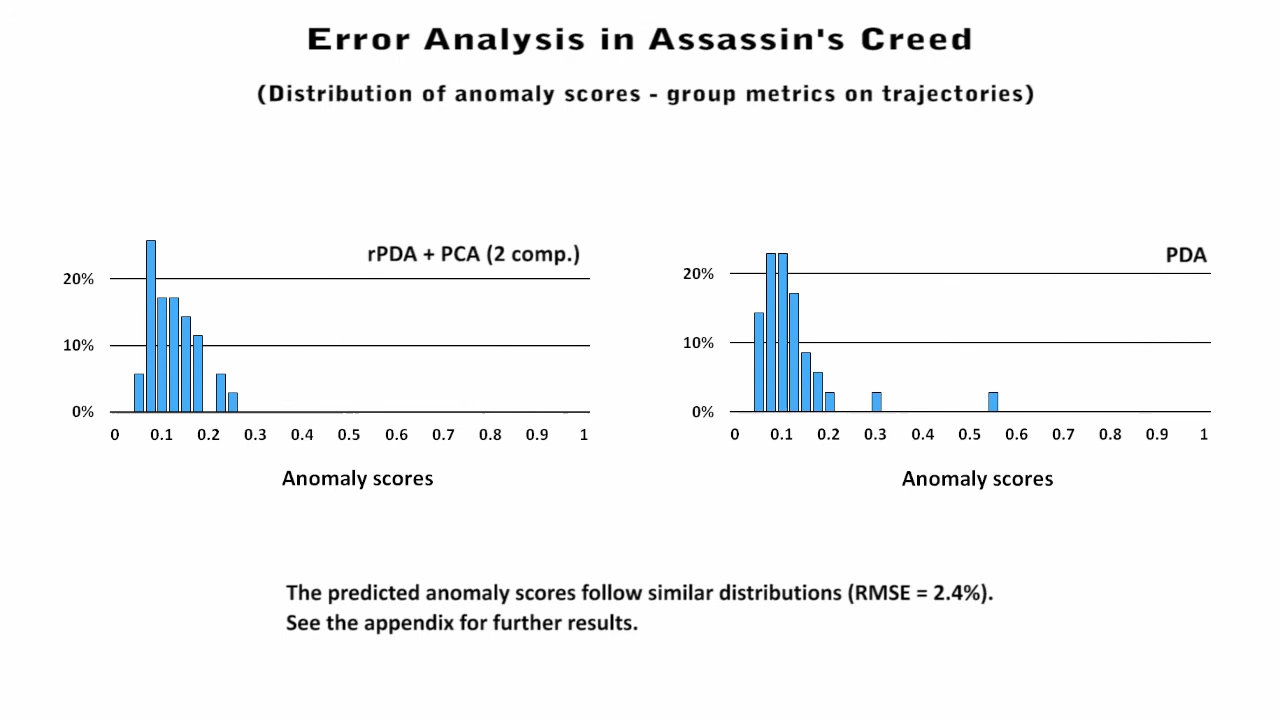 Error Analysis in Assassin's Creed
(Distribution of anomaly scores - group metrics on trajectories)
rPDA + PCA (2 comp.)
20%
10%
0%
0 0.1 0.2 0.3 0.4 0.5 0.6 0.7 0.8 0.9 1
Anomaly scores
PDA
20%
10%
0%
0 0.1 0.2 0.3 0.4 0.5 0.6 0.7 0.8 0.9 1
Anomaly scores
The predicted anomaly scores follow similar distributions (RMSE = 2.4%).
See the appendix for further results.